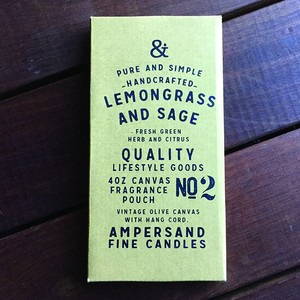 &
PURE AND SIMPLE
-HANDCRAFTED-
LEMONGRASS
AND SAGE
- FRESH GREEN
HERB AND CITRUS
QUALITY
LIFESTYLE GOODS
4OZ CANVAS
FRAGRANCE
POUCH
No2
VINTAGE OLIVE CANVAS
WITH HANG CORD.
AMPERSAND
FINE CANDLES